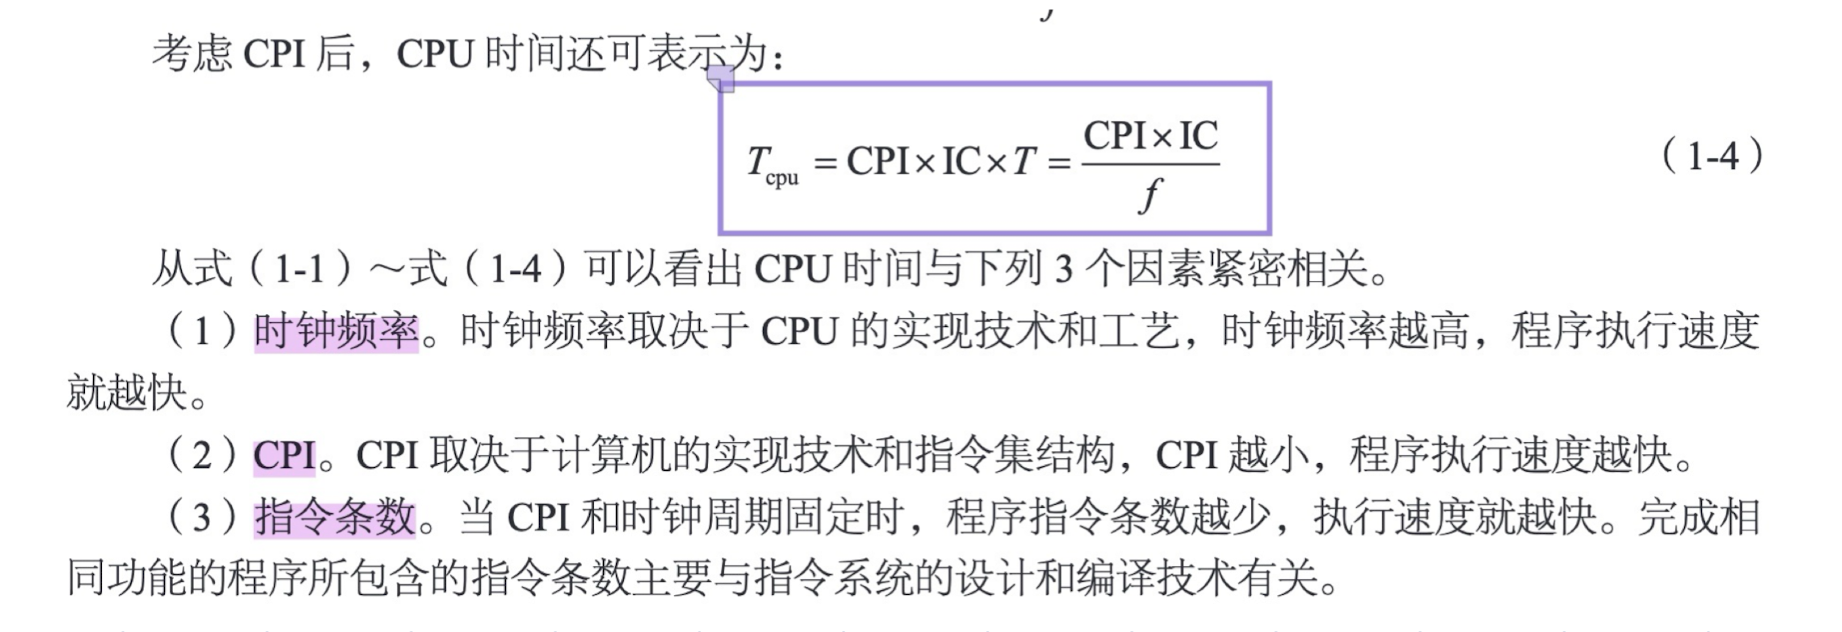 考虑 CPI 后，CPU 时间还可表示为：
T_cpu = CPI×IC×T = CPI×IC / f （1-4）
从式（1-1）～式（1-4）可以看出 CPU 时间与下列 3 个因素紧密相关。
（1）时钟频率。时钟频率取决于 CPU 的实现技术和工艺，时钟频率越高，程序执行速度
就越快。
（2）CPI。CPI 取决于计算机的实现技术和指令集结构，CPI 越小，程序执行速度越快。
（3）指令条数。当 CPI 和时钟周期固定时，程序指令条数越少，执行速度就越快。完成相
同功能的程序所包含的指令条数主要与指令系统的设计和编译技术有关。